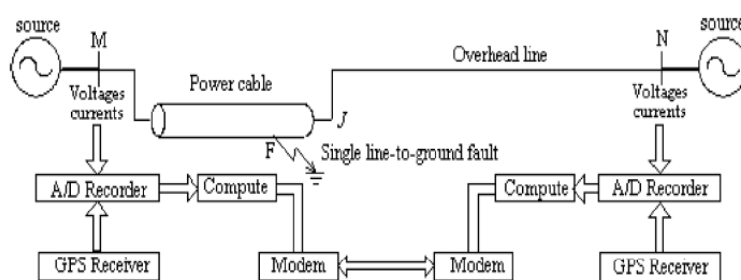 source
source
M
N
Overhead line
Voltages
currents
Power cable
Voltages
currents
J
F
Single line-to-ground fault
A/D Recorder
Compute
Compute
A/D Recorder
GPS Receiver
Modem
Modem
GPS Receiver